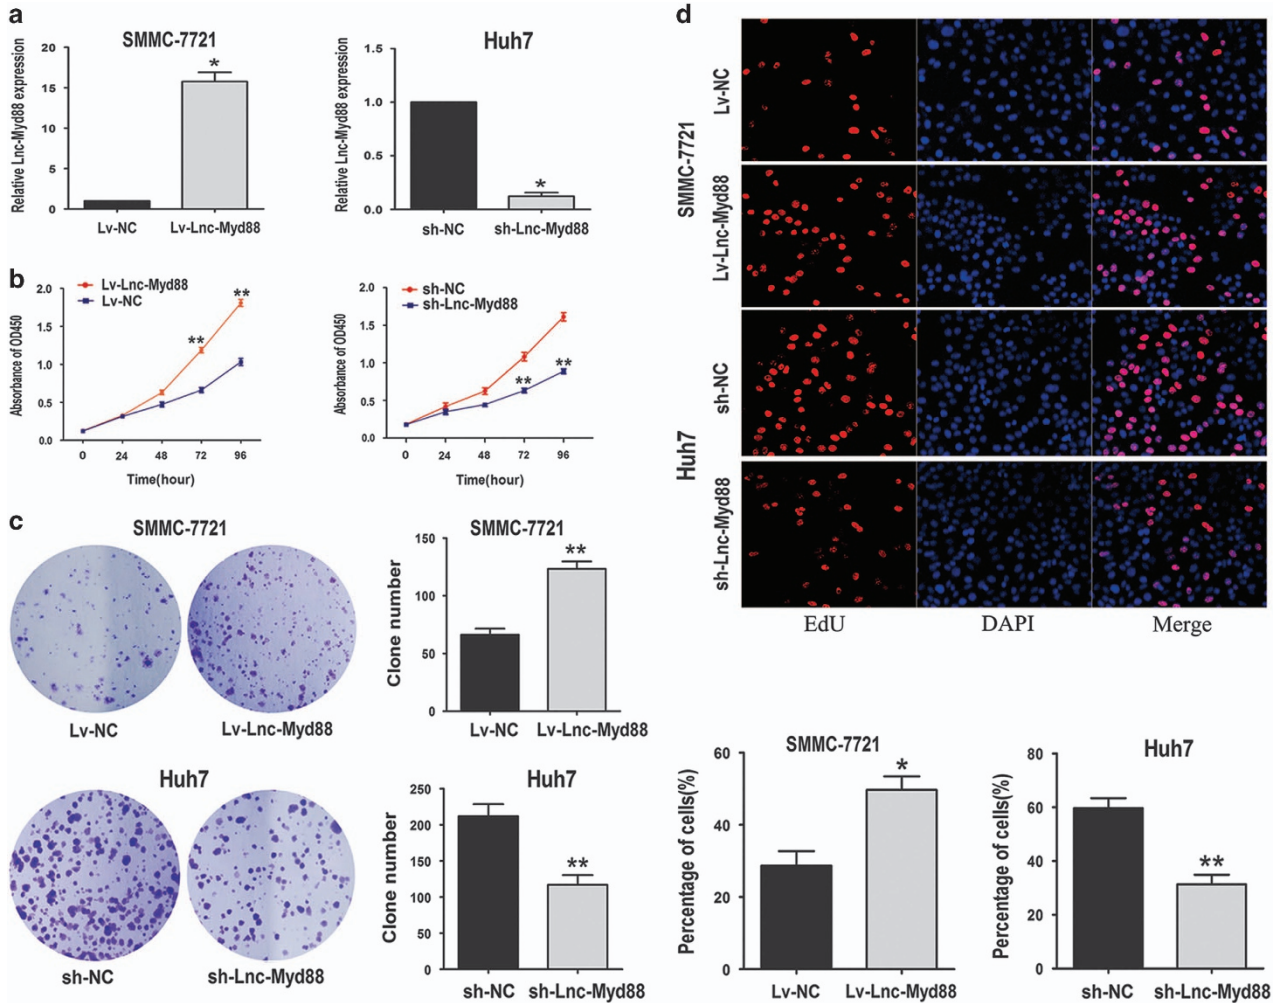 a
SMMC-7721
Relative Lnc-Myd88 expression
20
15
10
5
0
*
Lv-NC
Lv-Lnc-Myd88
Huh7
Relative Lnc-Myd88 expression
1.5
1.0
0.5
0.0
*
sh-NC
sh-Lnc-Myd88
b
Lv-Lnc-Myd88
Lv-NC
Absorbance of OD450
2.0
1.5
1.0
0.5
0.0
**
**
0 24 48 72 96
Time(hour)
sh-NC
sh-Lnc-Myd88
Absorbance of OD450
2.0
1.5
1.0
0.5
0.0
**
**
0 24 48 72 96
Time(hour)
c
SMMC-7721
Lv-NC
Lv-Lnc-Myd88
SMMC-7721
Clone number
150
100
50
0
**
Lv-NC
Lv-Lnc-Myd88
Huh7
sh-NC
sh-Lnc-Myd88
Huh7
Clone number
250
200
150
100
50
0
**
sh-NC
sh-Lnc-Myd88
d
SMMC-7721
Lv-NC
Lv-Lnc-Myd88
Huh7
sh-NC
sh-Lnc-Myd88
EdU
DAPI
Merge
SMMC-7721
Percentage of cells(%)
60
40
20
0
*
Lv-NC
Lv-Lnc-Myd88
Huh7
Percentage of cells(%)
80
60
40
20
0
**
sh-NC
sh-Lnc-Myd88